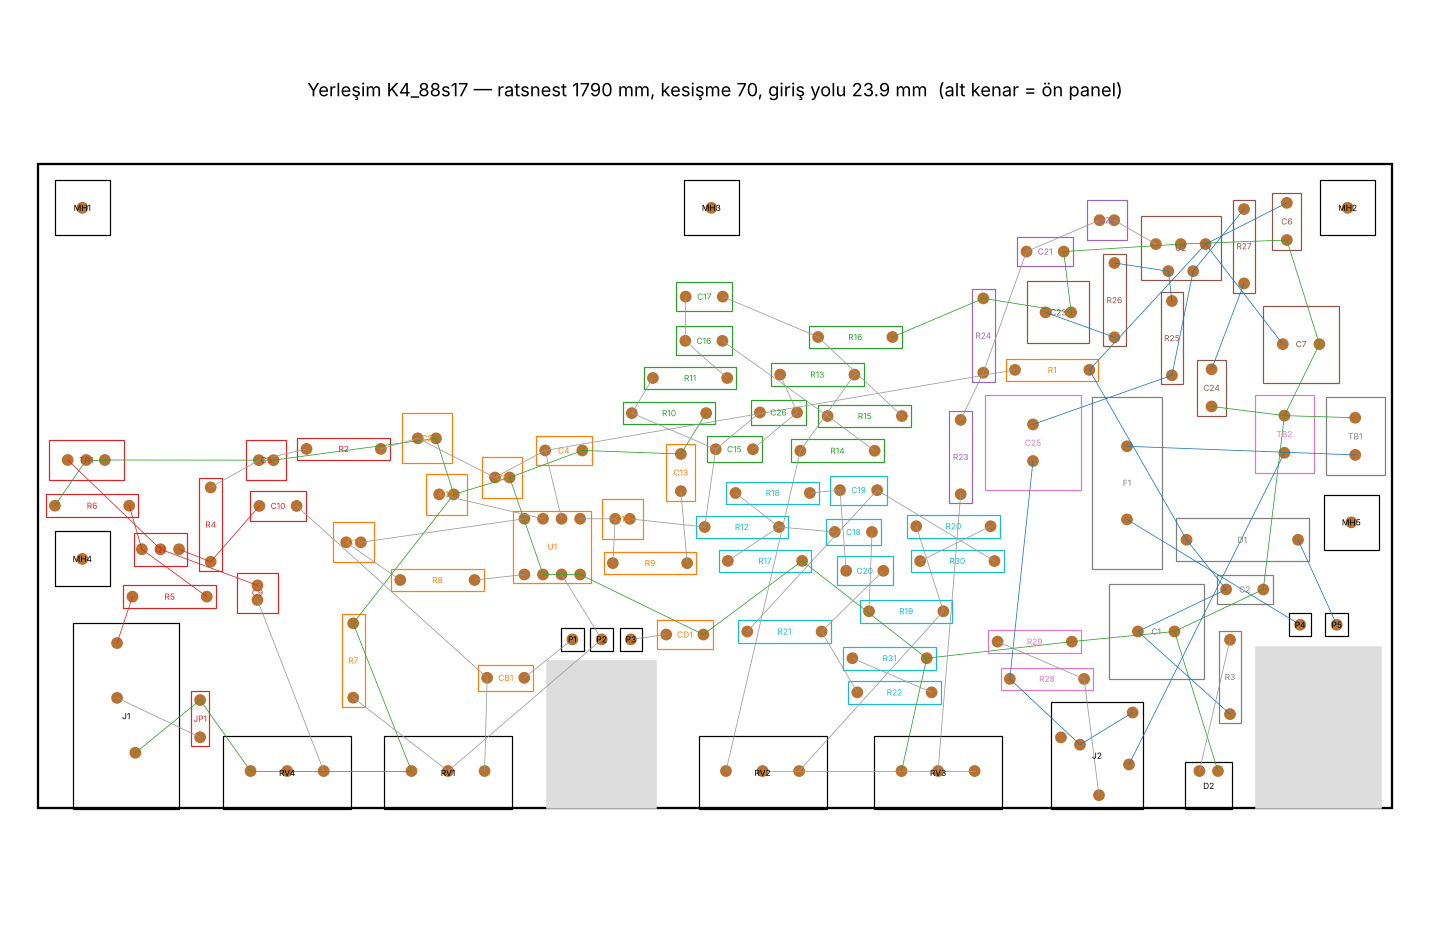 Yerleşim K4_88s17 — ratsnest 1790 mm, kesişme 70, giriş yolu 23.9 mm (alt kenar = ön panel)
MH1
MH3
MH2
C6
R27
C21
C17
R26
C16
R16
R24
R25
C7
R1
R13
R11
C24
R10
C26
R15
TB2
TB1
C25
R2
C4
C15
R14
R23
C13
F1
R18
C19
R6
C10
R4
R12
C18
R20
MH5
U1
D1
MH4
R9
R17
R30
C20
R8
C2
R5
R19
P4
P5
C1
R21
P1
P2
P3
CD1
R29
R7
R31
R3
CB1
R28
R22
J1
JP1
J2
RV4
RV1
RV2
RV3
D2